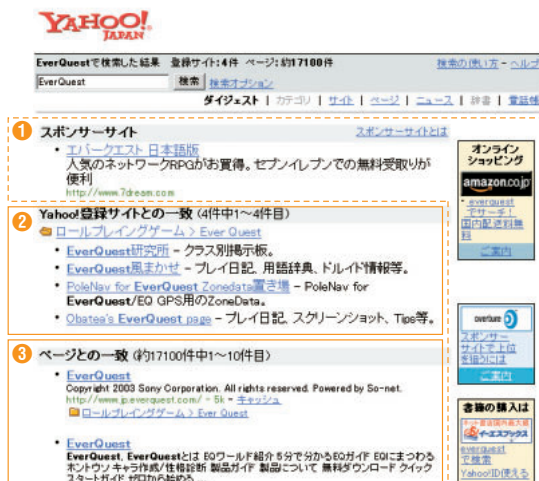 YAHOO!
JAPAN
EverQuestで検索した結果 登録サイト:4件 ページ:約17100件
検索の使い方 - ヘルプ
EverQuest 検索 検索オプション
ダイジェスト | カテゴリ | サイト | ページ | ニュース | 辞書 | 電話帳
1 スポンサーサイト スポンサーサイトとは
・ エバークエスト 日本語版
人気のネットワークRPGがお買得。セブンイレブンでの無料受取りが
便利
http://www.7dream.com
2 Yahoo!登録サイトとの一致 (4件中1～4件目)
ロールプレイングゲーム > Ever Quest
・ EverQuest研究所 - クラス別掲示板。
・ EverQuest風まかせ - プレイ日記、用語辞典、ドルイド情報等。
・ PoleNav for EverQuest Zonedata置き場 - PoleNav for
EverQuest/EQ GPS用のZoneData。
・ Obatea's EverQuest page - プレイ日記、スクリーンショット、Tips等。
3 ページとの一致 (約17100件中1～10件目)
・ EverQuest
Copyright 2003 Sony Corporation. All rights reserved. Powered by So-net.
http://www.jp.everquest.com/ - 5k - キャッシュ
ロールプレイングゲーム > Ever Quest
・ EverQuest
EverQuest, EverQuestとは EQワールド紹介 5分で分かるEQガイド EQにまつわる
ホントウソ キャラ作成/性格診断 製品ガイド 製品について 無料ダウンロード クイック
スタートガイド ゼロから始める ...
オンライン
ショッピング
amazon.co.jp
・everquest
でサーチ！
国内配送料無
料
ご案内
overture
スポンサー
サイトで上位
を狙うには
ご案内
書籍の購入は
イーエスブックス
everquest
で検索
Yahoo!ID使える